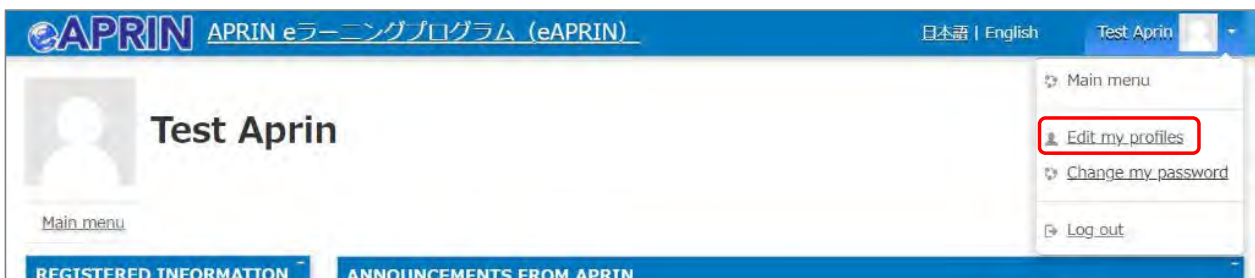 eAPRIN APRIN eラーニングプログラム（eAPRIN） 日本語 | English Test Aprin
Main menu
Test Aprin
Edit my profiles
Change my password
Main menu
Log out
REGISTERED INFORMATION
ANNOUNCEMENTS FROM APRIN